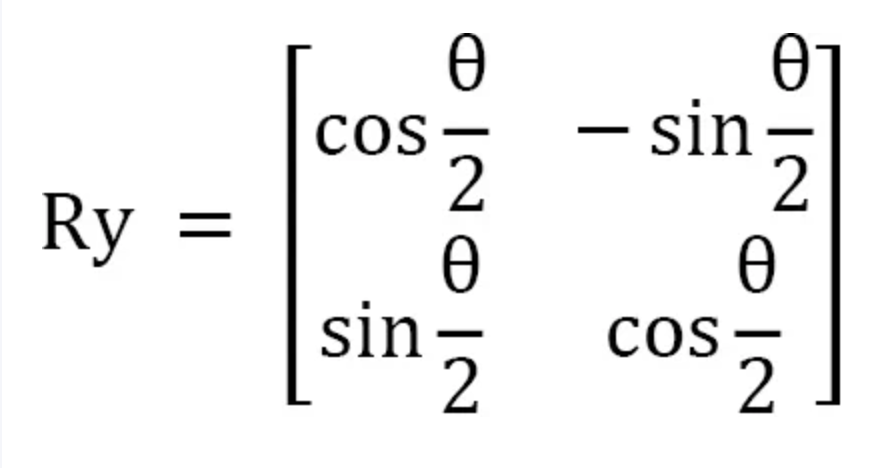 Ry = [ cos θ/2 − sin θ/2
sin θ/2 cos θ/2 ]